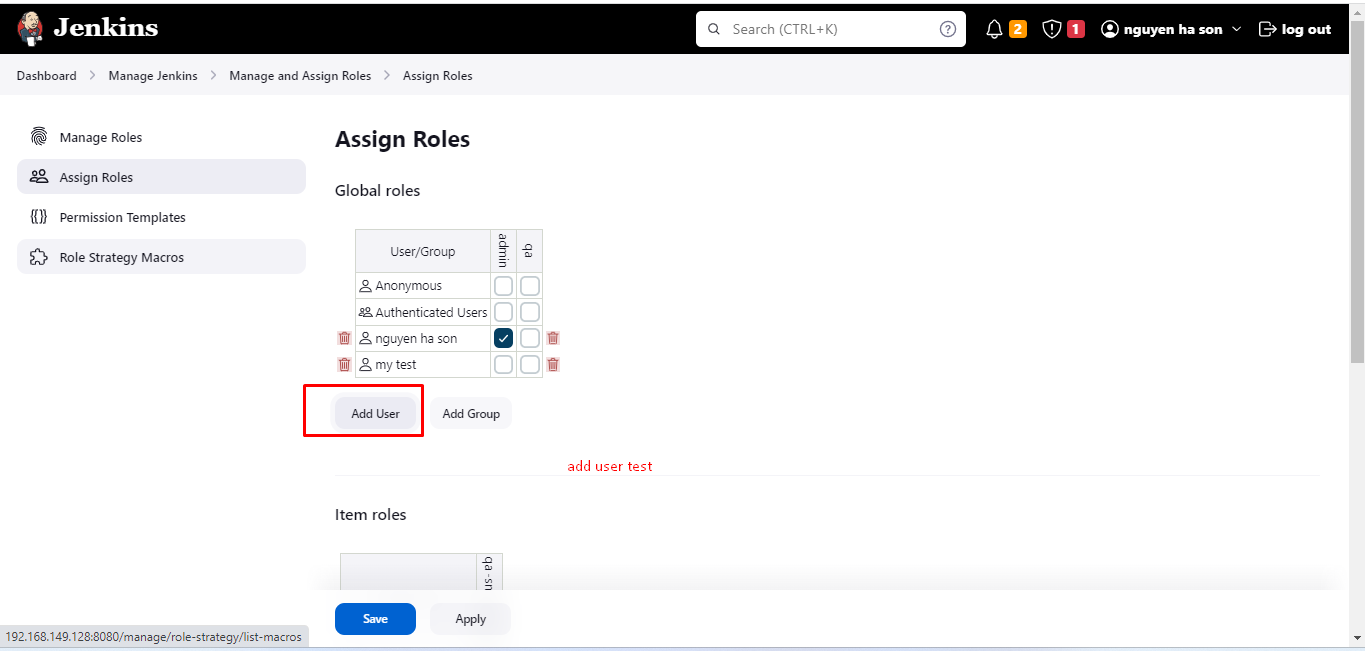 Jenkins
Search (CTRL+K)
2
1
nguyen ha son
log out
Dashboard > Manage Jenkins > Manage and Assign Roles > Assign Roles
Manage Roles
Assign Roles
Permission Templates
Role Strategy Macros
Assign Roles
Global roles
User/Group admin qa
Anonymous
Authenticated Users
nguyen ha son
my test
Add User
Add Group
add user test
Item roles
qa-sn
Save
Apply
192.168.149.128:8080/manage/role-strategy/list-macros